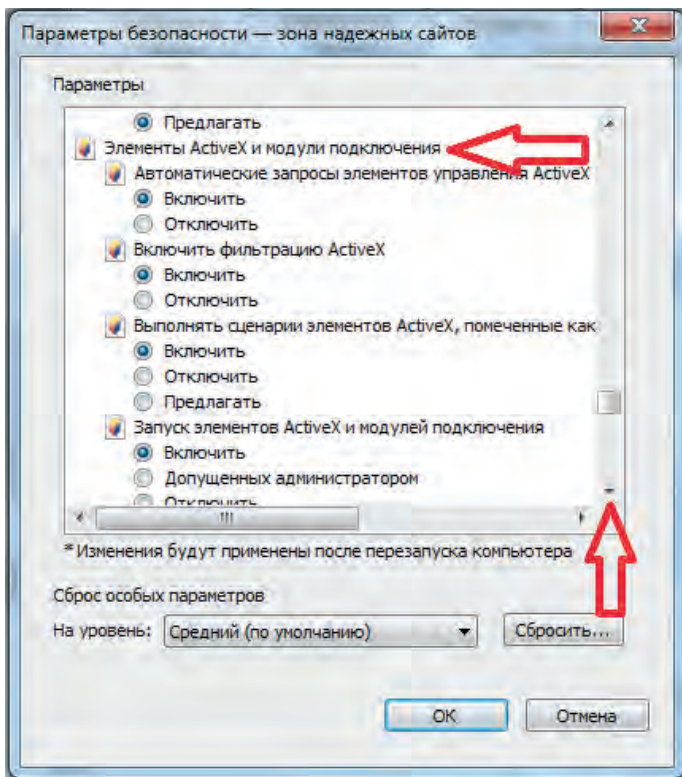 Параметры безопасности — зона надежных сайтов
Параметры
Предлагать
Элементы ActiveX и модули подключения
Автоматические запросы элементов управления ActiveX
Включить
Отключить
Включить фильтрацию ActiveX
Включить
Отключить
Выполнять сценарии элементов ActiveX, помеченные как
Включить
Отключить
Предлагать
Запуск элементов ActiveX и модулей подключения
Включить
Допущенных администратором
Отключить
*Изменения будут применены после перезапуска компьютера
Сброс особых параметров
На уровень: Средний (по умолчанию) Сбросить...
ОК Отмена